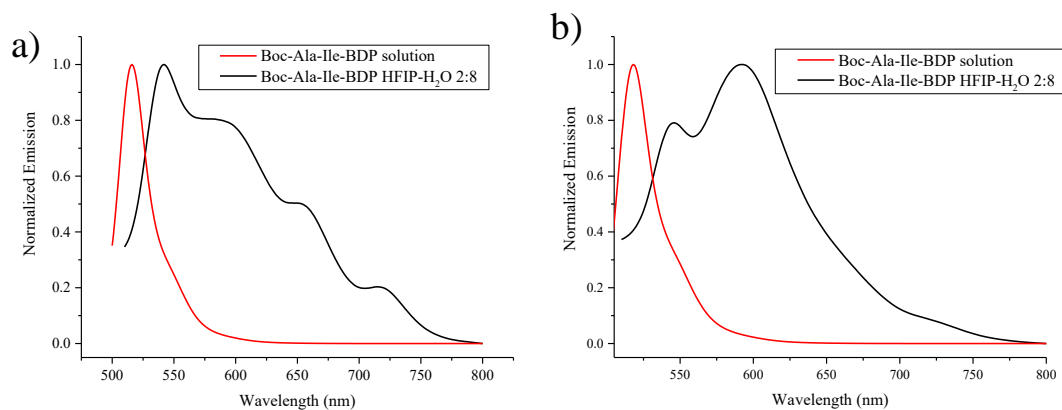 a)
Boc-Ala-Ile-BDP solution
Boc-Ala-Ile-BDP HFIP-H₂O 2:8
1.0
0.8
0.6
0.4
0.2
0.0
Normalized Emission
500 550 600 650 700 750 800
Wavelength (nm)
b)
Boc-Ala-Ile-BDP solution
Boc-Ala-Ile-BDP HFIP-H₂O 2:8
1.0
0.8
0.6
0.4
0.2
0.0
Normalized Emission
550 600 650 700 750 800
Wavelength (nm)